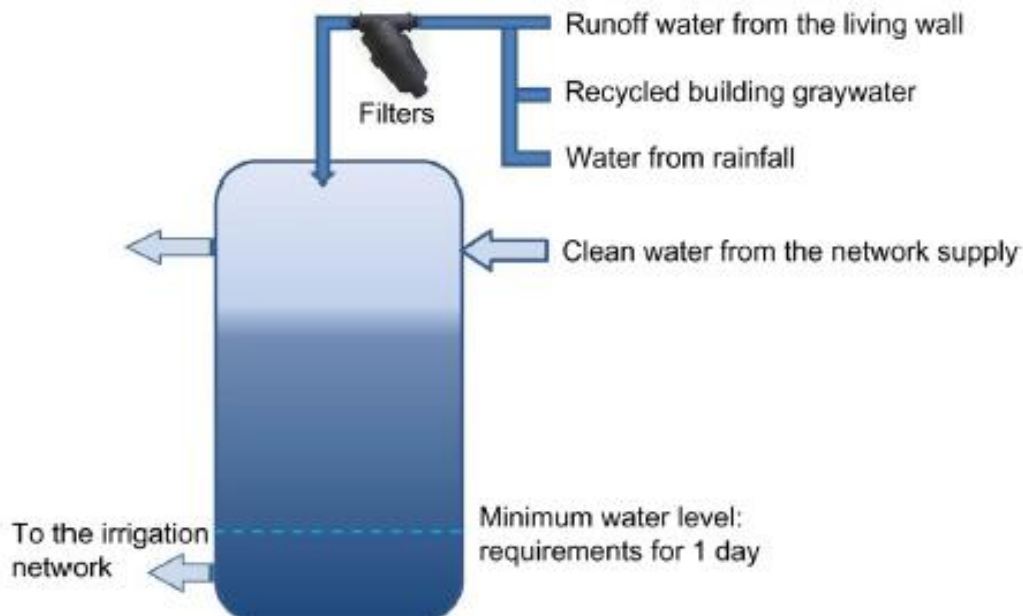 Runoff water from the living wall
Filters
Recycled building graywater
Water from rainfall
Clean water from the network supply
To the irrigation
network
Minimum water level:
requirements for 1 day